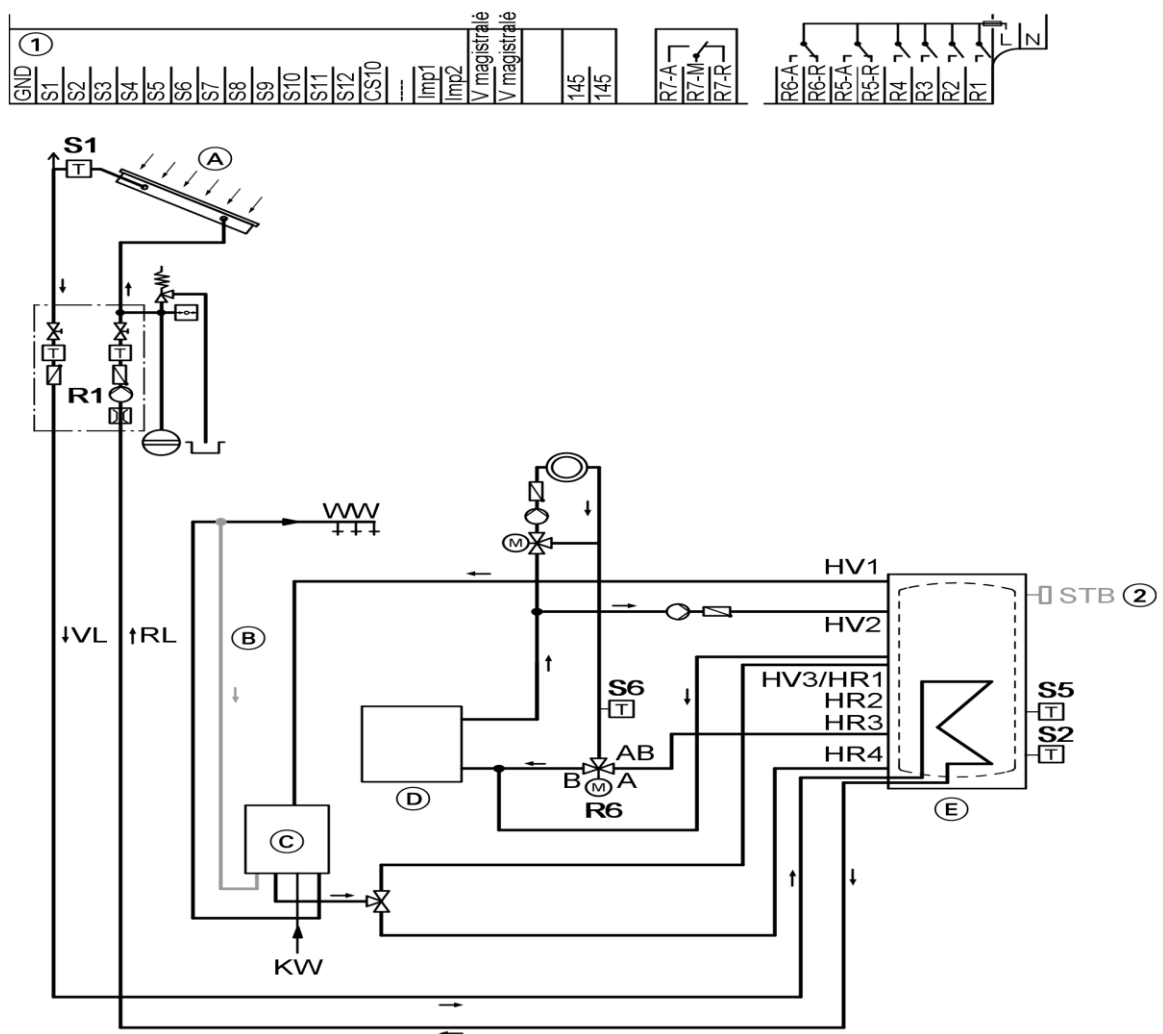 1
GND S1 S2 S3 S4 S5 S6 S7 S8 S9 S10 S11 S12 CS10 ---- Imp1 Imp2 V magistralė V magistralė 145 145
R7-A R7-M R7-R
R6-A R6-R R5-A R5-R R4 R3 R2 R1 L N
S1
T
A
T
T
R1
WW
M
HV1
STB 2
HV2
↓VL
↑RL
B
HV3/HR1
S6
HR2
S5
T
T
HR3
S2
AB
HR4
T
B
A
M
D
R6
E
C
KW